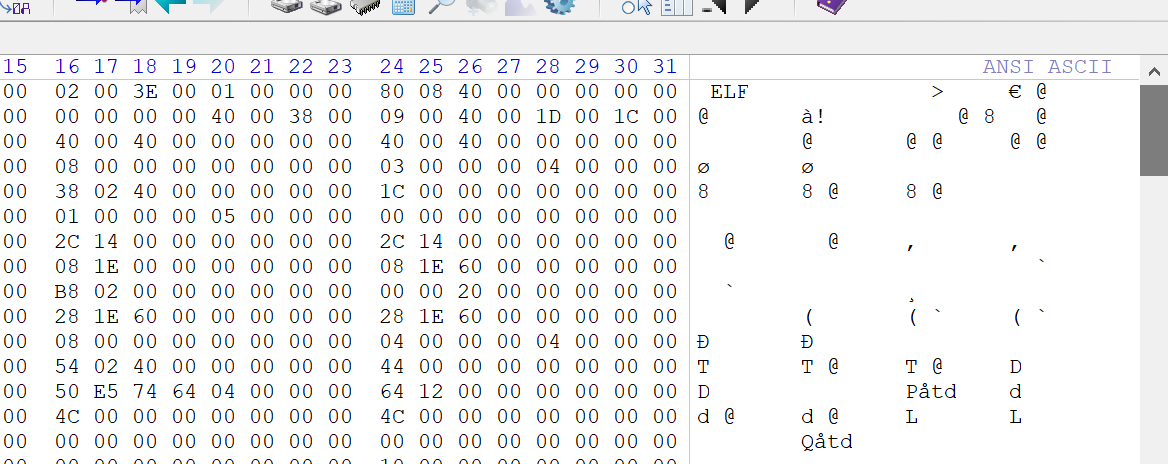 15 16 17 18 19 20 21 22 23 24 25 26 27 28 29 30 31 ANSI ASCII
00 02 00 3E 00 01 00 00 00 80 08 40 00 00 00 00 00 ELF > € @
00 00 00 00 00 40 00 38 00 09 00 40 00 1D 00 1C 00 @ à! @ 8 @
00 40 00 40 00 00 00 00 00 40 00 40 00 00 00 00 00 @ @ @ @ @
00 08 00 00 00 00 00 00 00 03 00 00 00 04 00 00 00 ø ø
00 38 02 40 00 00 00 00 00 1C 00 00 00 00 00 00 00 8 8 @ 8 @
00 01 00 00 00 05 00 00 00 00 00 00 00 00 00 00 00
00 2C 14 00 00 00 00 00 00 2C 14 00 00 00 00 00 00 @ @ , ,
00 08 1E 00 00 00 00 00 00 08 1E 60 00 00 00 00 00 `
00 B8 02 00 00 00 00 00 00 00 00 20 00 00 00 00 00 ` ¸
00 28 1E 60 00 00 00 00 00 28 1E 60 00 00 00 00 00 ( ( ` ( `
00 08 00 00 00 00 00 00 00 04 00 00 00 04 00 00 00 Ð Ð
00 54 02 40 00 00 00 00 00 44 00 00 00 00 00 00 00 T T @ T @ D
00 50 E5 74 64 04 00 00 00 64 12 00 00 00 00 00 00 D Påtd d
00 4C 00 00 00 00 00 00 00 4C 00 00 00 00 00 00 00 d @ d @ L L
00 00 00 00 00 00 00 00 00 00 00 00 00 00 00 00 00 Qåtd